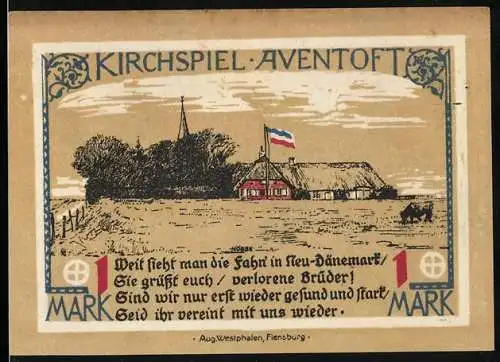 KIRCHSPIEL·AVENTOFT
Weit sieht man die Fahn' in Neu-Dänemark/
Sie grüßt euch / verlorene Brüder!
Sind wir nur erst wieder gesund und stark/
Seid ihr vereint mit uns wieder·
1 MARK
1 MARK
· Aug. Westphalen, Flensburg ·